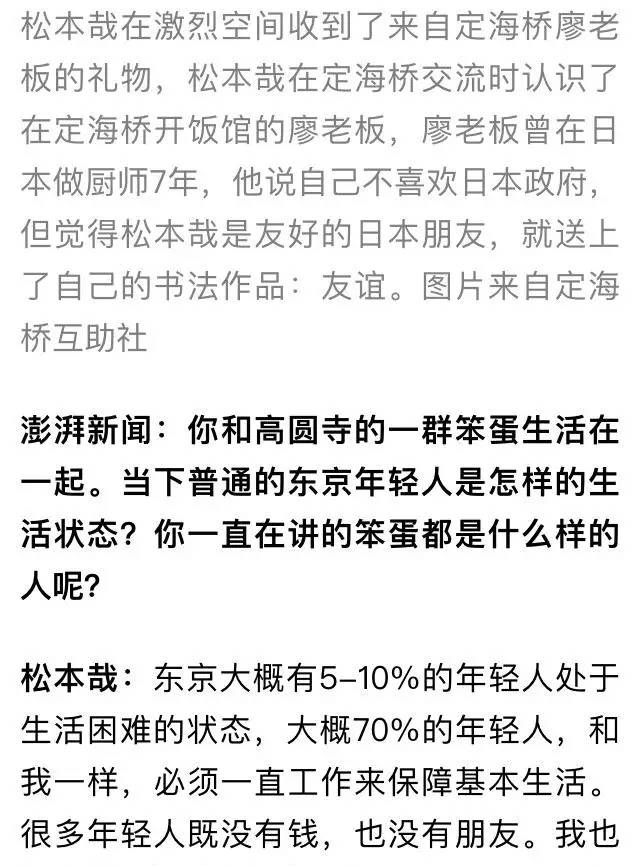 松本哉在激烈空间收到了来自定海桥廖老
板的礼物，松本哉在定海桥交流时认识了
在定海桥开饭馆的廖老板，廖老板曾在日
本做厨师7年，他说自己不喜欢日本政府，
但觉得松本哉是友好的日本朋友，就送上
了自己的书法作品：友谊。图片来自定海
桥互助社
澎湃新闻：你和高圆寺的一群笨蛋生活在
一起。当下普通的东京年轻人是怎样的生
活状态？你一直在讲的笨蛋都是什么样的
人呢？
松本哉：东京大概有5–10%的年轻人处于
生活困难的状态，大概70%的年轻人，和
我一样，必须一直工作来保障基本生活。
很多年轻人既没有钱，也没有朋友。我也